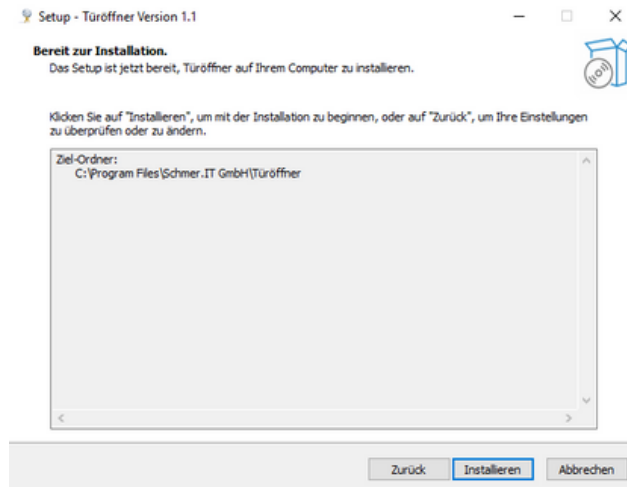 Setup - Türöffner Version 1.1
Bereit zur Installation.
Das Setup ist jetzt bereit, Türöffner auf Ihrem Computer zu installieren.
Klicken Sie auf "Installieren", um mit der Installation zu beginnen, oder auf "Zurück", um Ihre Einstellungen
zu überprüfen oder zu ändern.
Ziel-Ordner:
C:\Program Files\Schmer.IT GmbH\Türöffner
Zurück Installieren Abbrechen